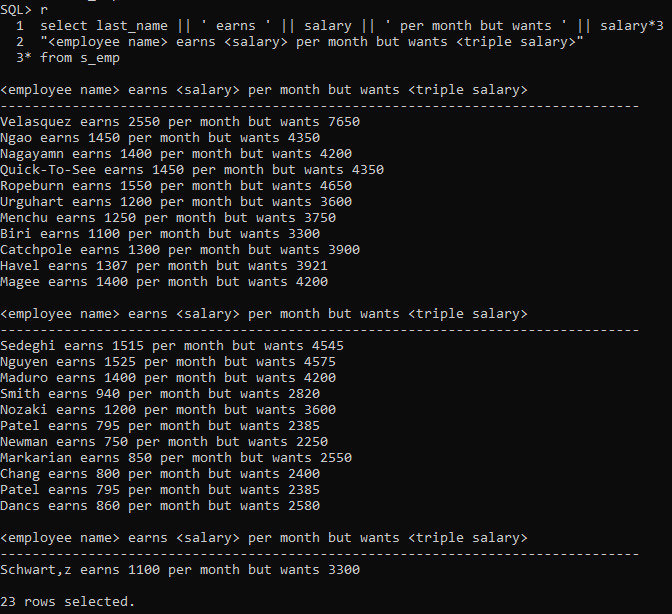 SQL> r
  1  select last_name || ' earns ' || salary || ' per month but wants ' || salary*3
  2  "<employee name> earns <salary> per month but wants <triple salary>"
  3* from s_emp

<employee name> earns <salary> per month but wants <triple salary>
--------------------------------------------------------------------------------
Velasquez earns 2550 per month but wants 7650
Ngao earns 1450 per month but wants 4350
Nagayamn earns 1400 per month but wants 4200
Quick-To-See earns 1450 per month but wants 4350
Ropeburn earns 1550 per month but wants 4650
Urguhart earns 1200 per month but wants 3600
Menchu earns 1250 per month but wants 3750
Biri earns 1100 per month but wants 3300
Catchpole earns 1300 per month but wants 3900
Havel earns 1307 per month but wants 3921
Magee earns 1400 per month but wants 4200

<employee name> earns <salary> per month but wants <triple salary>
--------------------------------------------------------------------------------
Sedeghi earns 1515 per month but wants 4545
Nguyen earns 1525 per month but wants 4575
Maduro earns 1400 per month but wants 4200
Smith earns 940 per month but wants 2820
Nozaki earns 1200 per month but wants 3600
Patel earns 795 per month but wants 2385
Newman earns 750 per month but wants 2250
Markarian earns 850 per month but wants 2550
Chang earns 800 per month but wants 2400
Patel earns 795 per month but wants 2385
Dancs earns 860 per month but wants 2580

<employee name> earns <salary> per month but wants <triple salary>
--------------------------------------------------------------------------------
Schwart,z earns 1100 per month but wants 3300

23 rows selected.